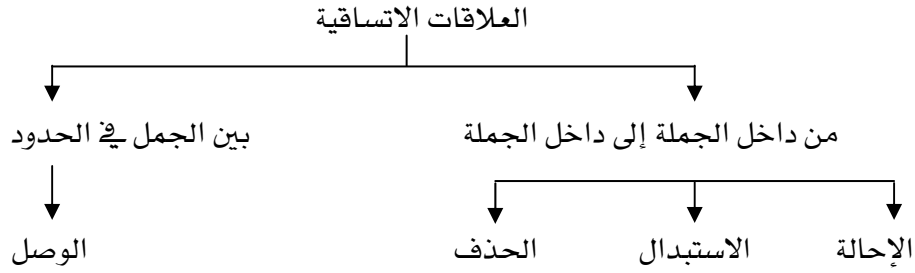 العلاقات الاتساقية
من داخل الجملة إلى داخل الجملة بين الجمل في الحدود
الإحالة الاستبدال الحذف الوصل